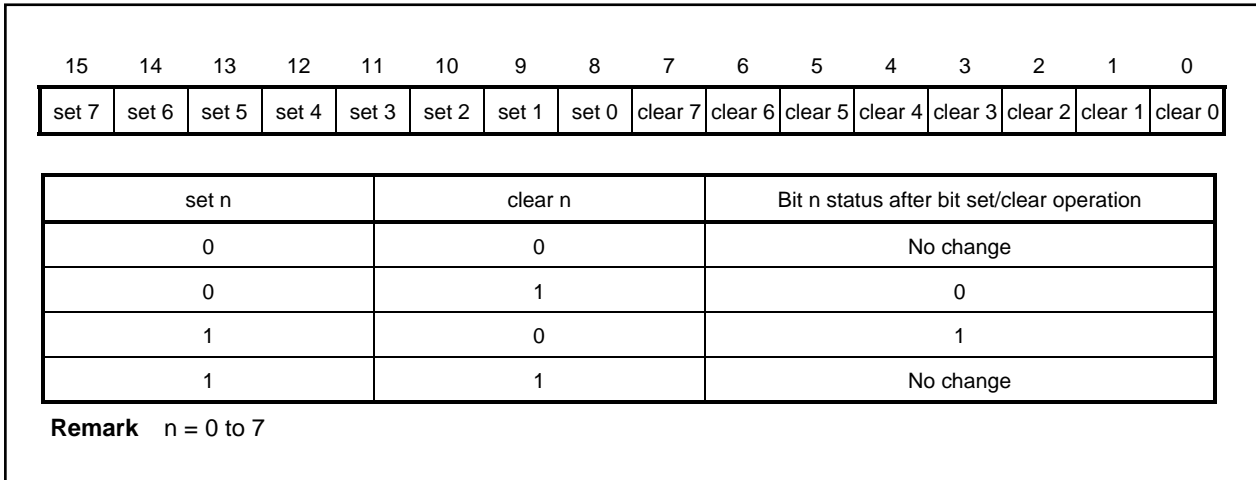 15 14 13 12 11 10 9 8 7 6 5 4 3 2 1 0
set 7 set 6 set 5 set 4 set 3 set 2 set 1 set 0 clear 7 clear 6 clear 5 clear 4 clear 3 clear 2 clear 1 clear 0
set n clear n Bit n status after bit set/clear operation
0 0 No change
0 1 0
1 0 1
1 1 No change
Remark n = 0 to 7